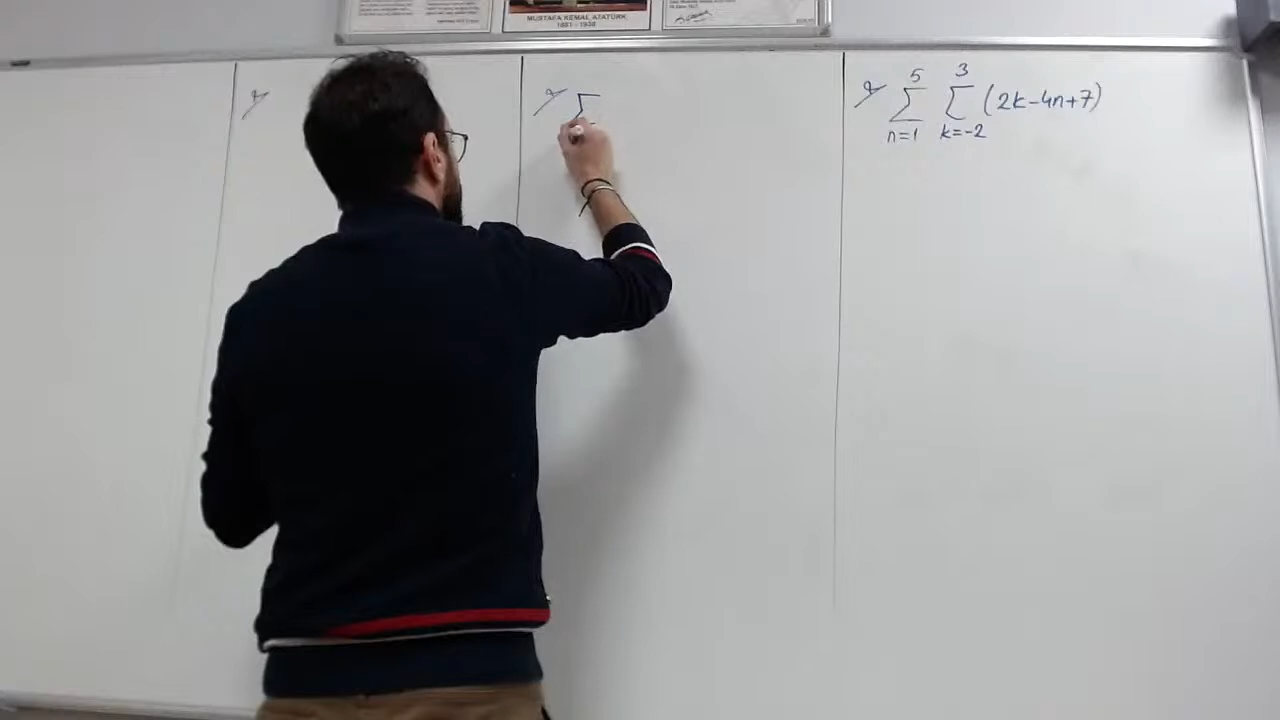 MUSTAFA KEMAL ATATÜRK
1881 - 1938
Σ
5 3
Σ Σ (2k-4n+7)
n=1 k=-2